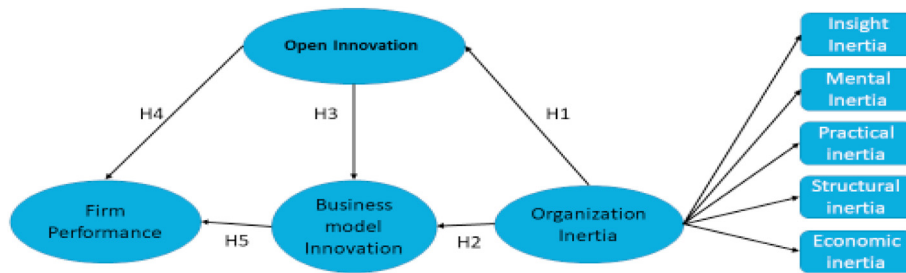 Open Innovation
Insight
Inertia
Mental
Inertia
H4
H3
H1
Practical
inertia
Firm
Performance
Business
model
Innovation
Organization
Inertia
Structural
inertia
H5
H2
Economic
inertia